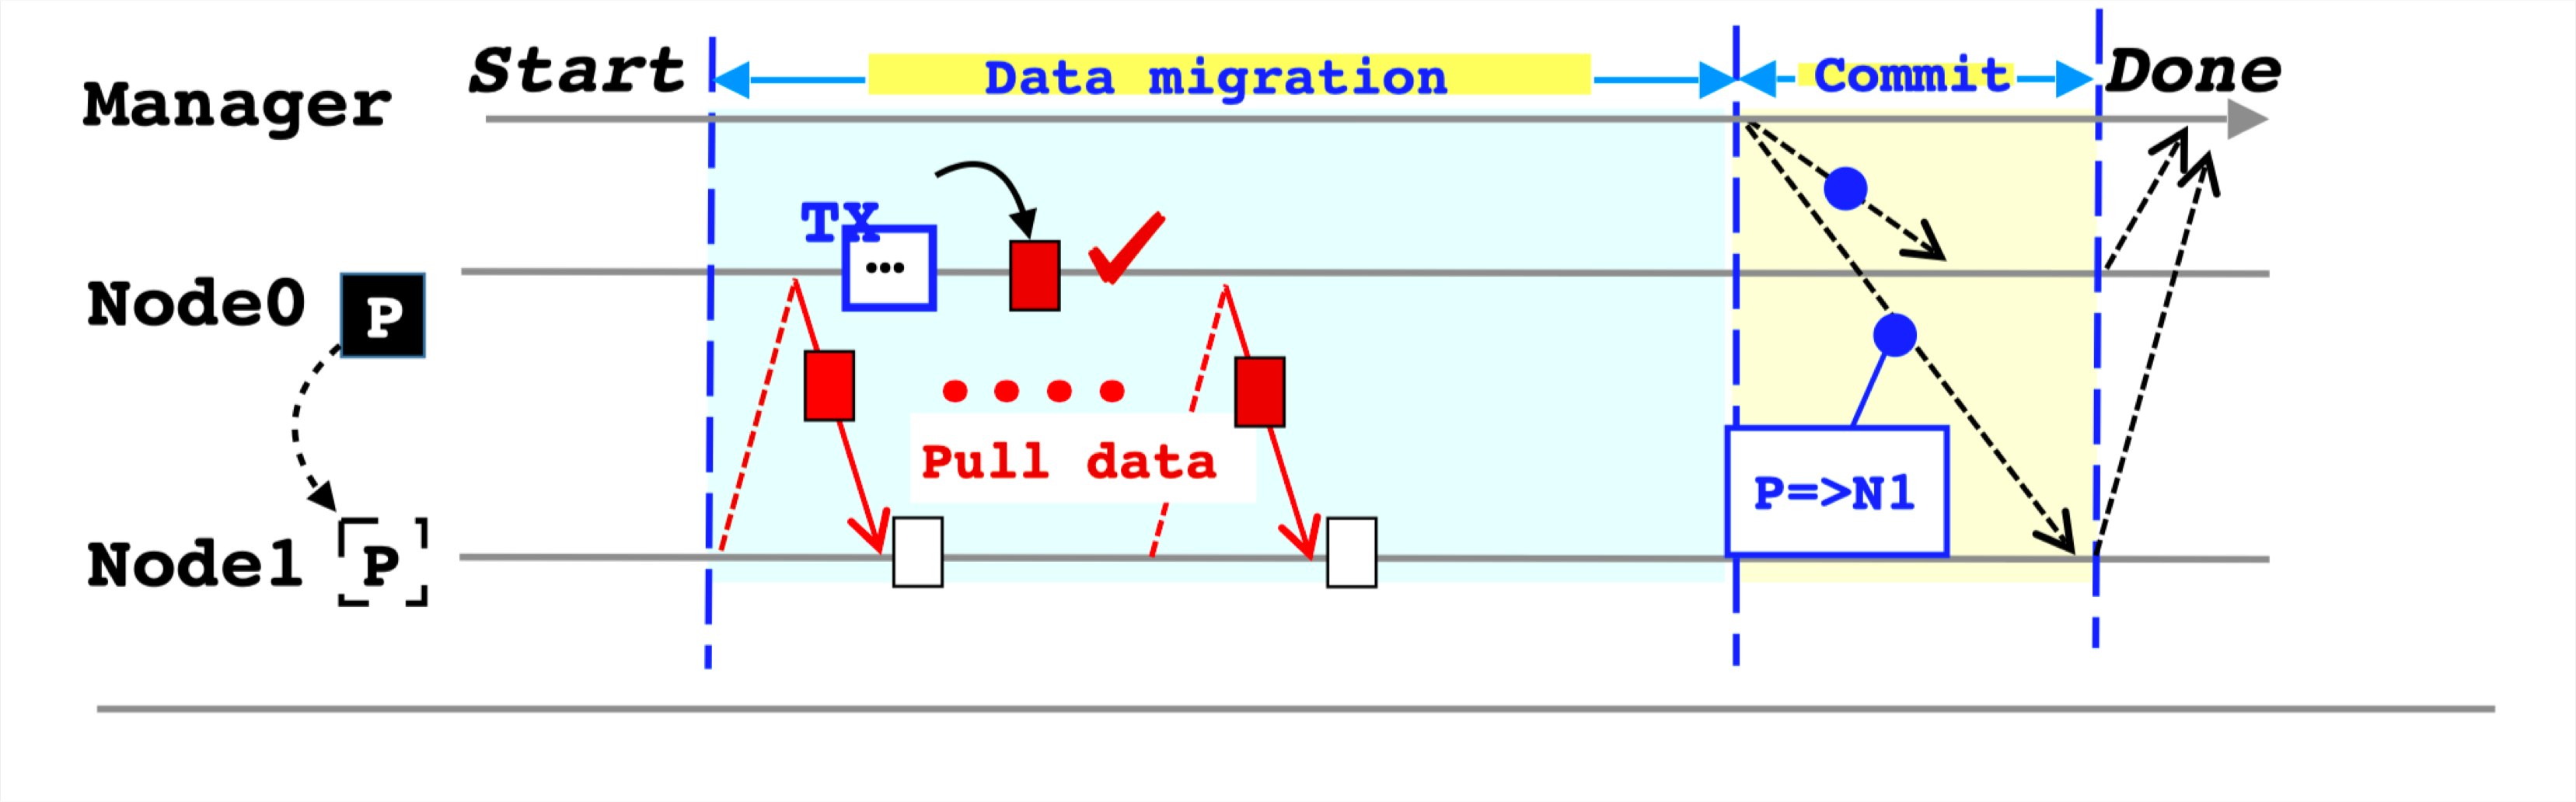 Start
Data migration
Commit
Done
Manager
TX
...
Node0 P
Pull data
P=>N1
Node1 P